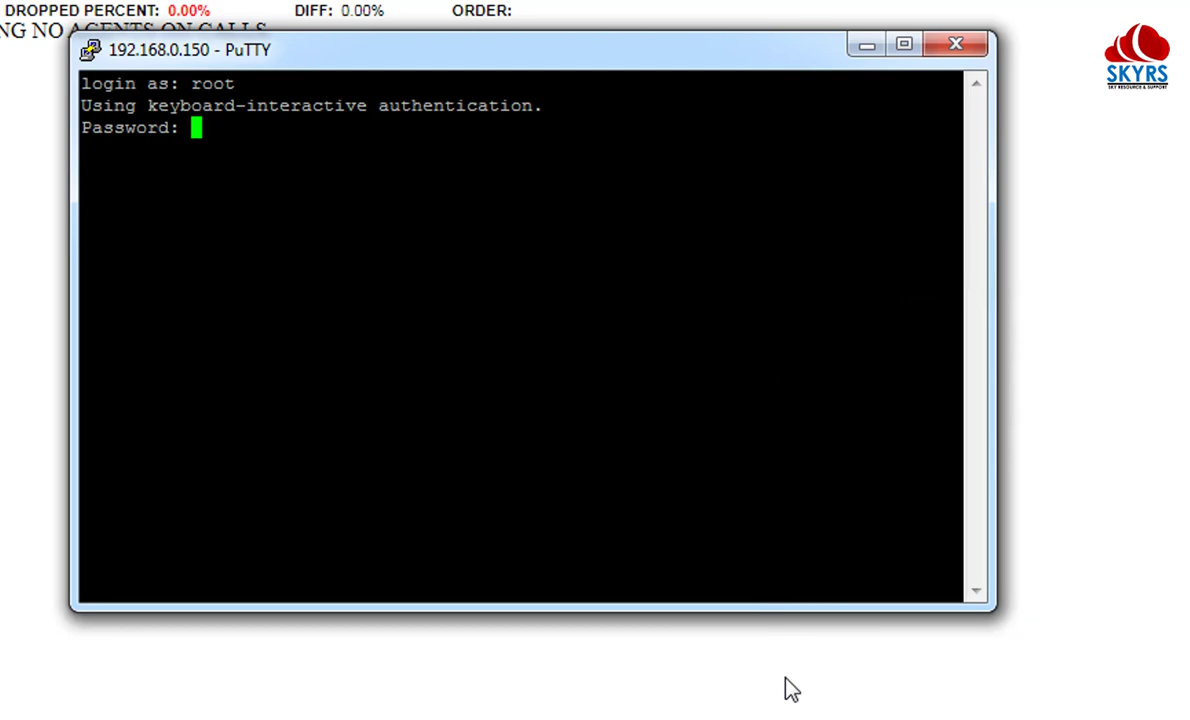 DROPPED PERCENT: 0.00% DIFF: 0.00% ORDER:
NG NO AGENTS ON CALLS
192.168.0.150 - PuTTY
SKYRS
SKY RESOURCE & SUPPORT
login as: root
Using keyboard-interactive authentication.
Password: